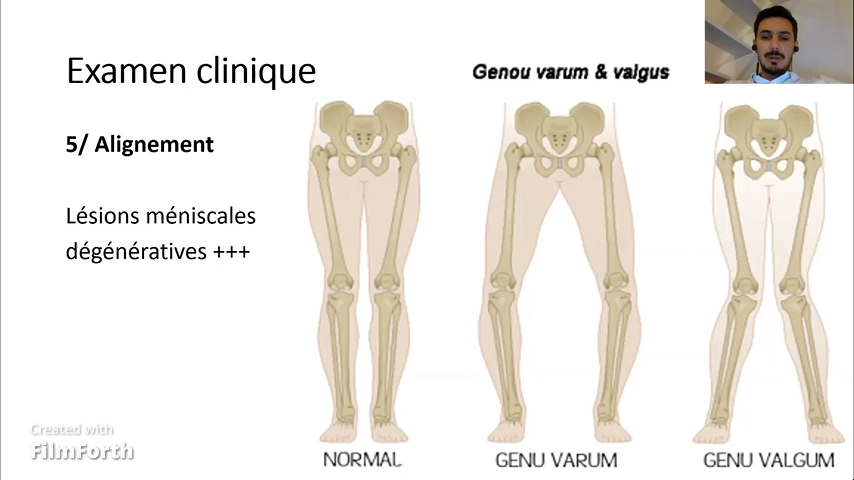 Examen clinique
Genou varum & valgus
5/ Alignement
Lésions méniscales
dégénératives +++
Created with
FilmForth
NORMAL
GENU VARUM
GENU VALGUM